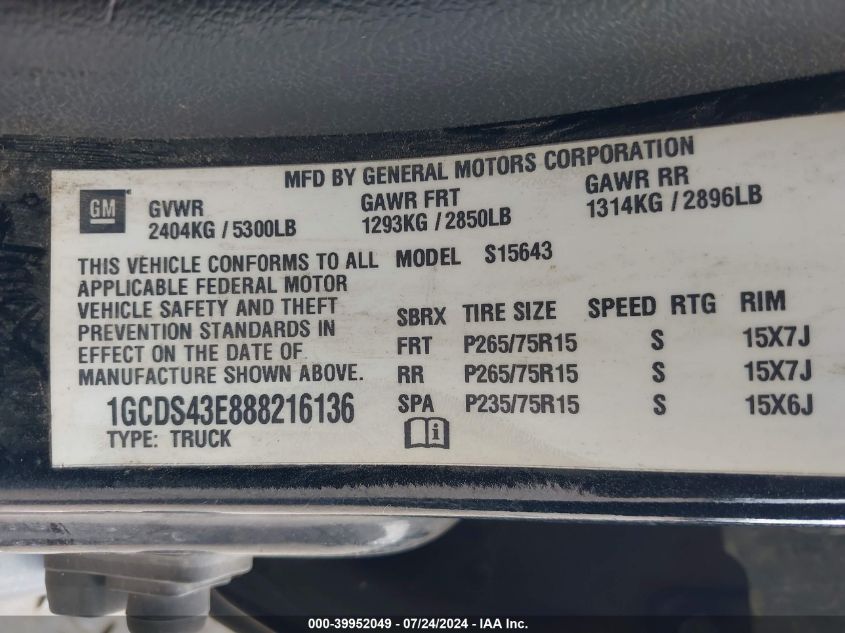 MFD BY GENERAL MOTORS CORPORATION
GM
GVWR GAWR FRT GAWR RR
2404KG / 5300LB 1293KG / 2850LB 1314KG / 2896LB
THIS VEHICLE CONFORMS TO ALL
APPLICABLE FEDERAL MOTOR
VEHICLE SAFETY AND THEFT
PREVENTION STANDARDS IN
EFFECT ON THE DATE OF
MANUFACTURE SHOWN ABOVE.
1GCDS43E888216136
TYPE: TRUCK
MODEL S15643
SBRX TIRE SIZE SPEED RTG RIM
FRT P265/75R15 S 15X7J
RR P265/75R15 S 15X7J
SPA P235/75R15 S 15X6J
i
000-39952049 - 07/24/2024 - IAA Inc.